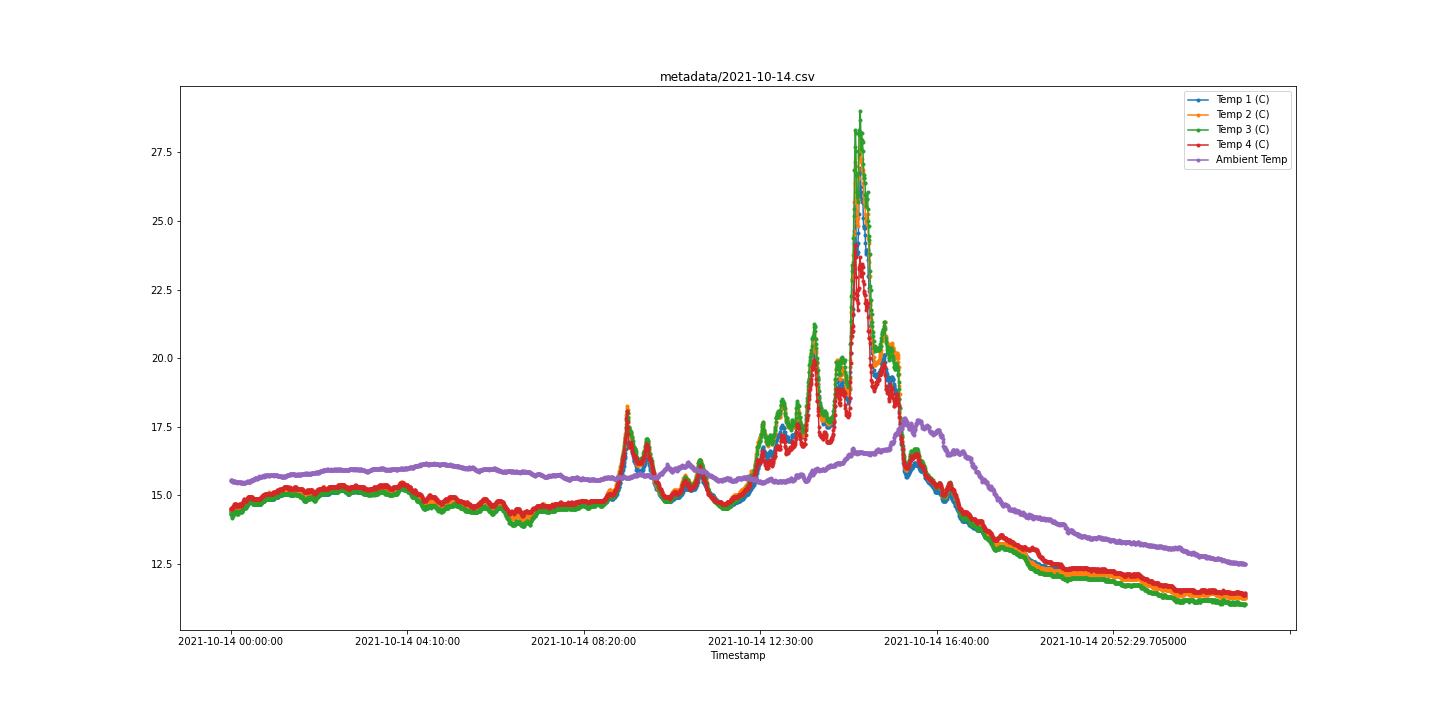 metadata/2021-10-14.csv
Temp 1 (C)
Temp 2 (C)
Temp 3 (C)
Temp 4 (C)
Ambient Temp
27.5
25.0
22.5
20.0
17.5
15.0
12.5
2021-10-14 00:00:00 2021-10-14 04:10:00 2021-10-14 08:20:00 2021-10-14 12:30:00 2021-10-14 16:40:00 2021-10-14 20:52:29.705000
Timestamp